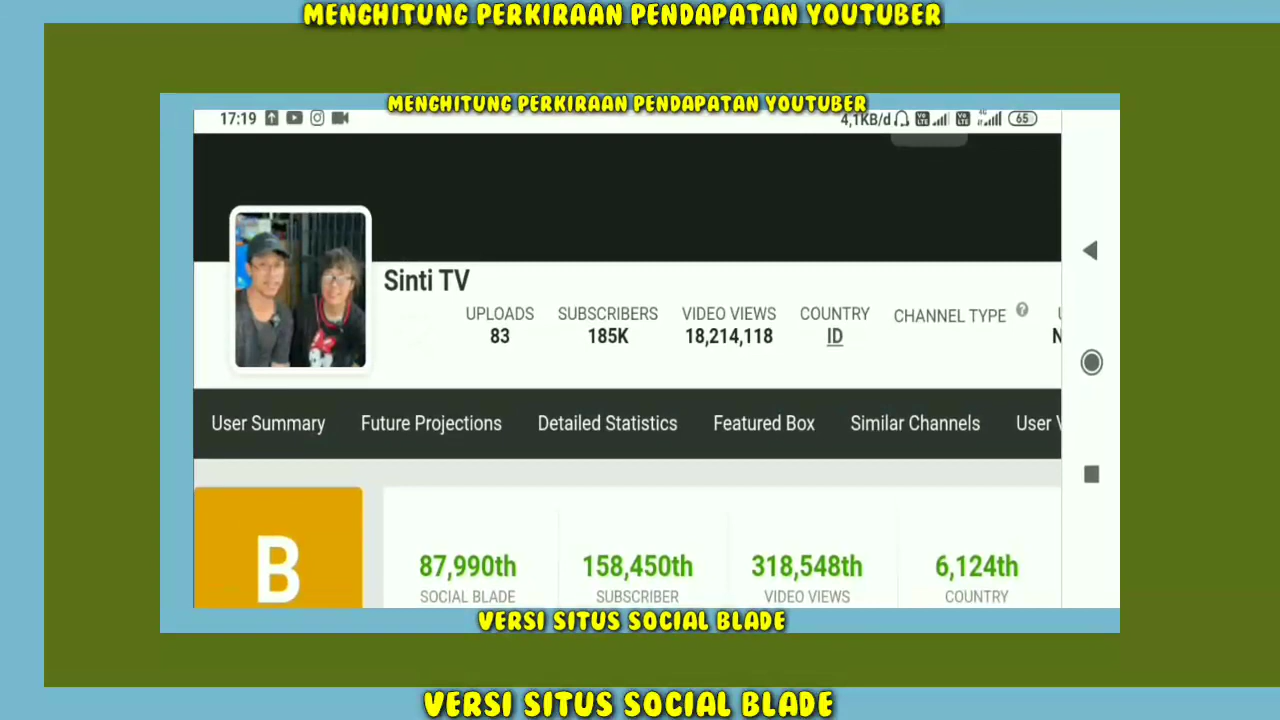 MENGHITUNG PERKIRAAN PENDAPATAN YOUTUBER
MENGHITUNG PERKIRAAN PENDAPATAN YOUTUBER
17:19 4,1KB/d 65
Sinti TV
UPLOADS SUBSCRIBERS VIDEO VIEWS COUNTRY CHANNEL TYPE
83 185K 18,214,118 ID
User Summary Future Projections Detailed Statistics Featured Box Similar Channels User
B
87,990th 158,450th 318,548th 6,124th
SOCIAL BLADE SUBSCRIBER VIDEO VIEWS COUNTRY
VERSI SITUS SOCIAL BLADE
VERSI SITUS SOCIAL BLADE